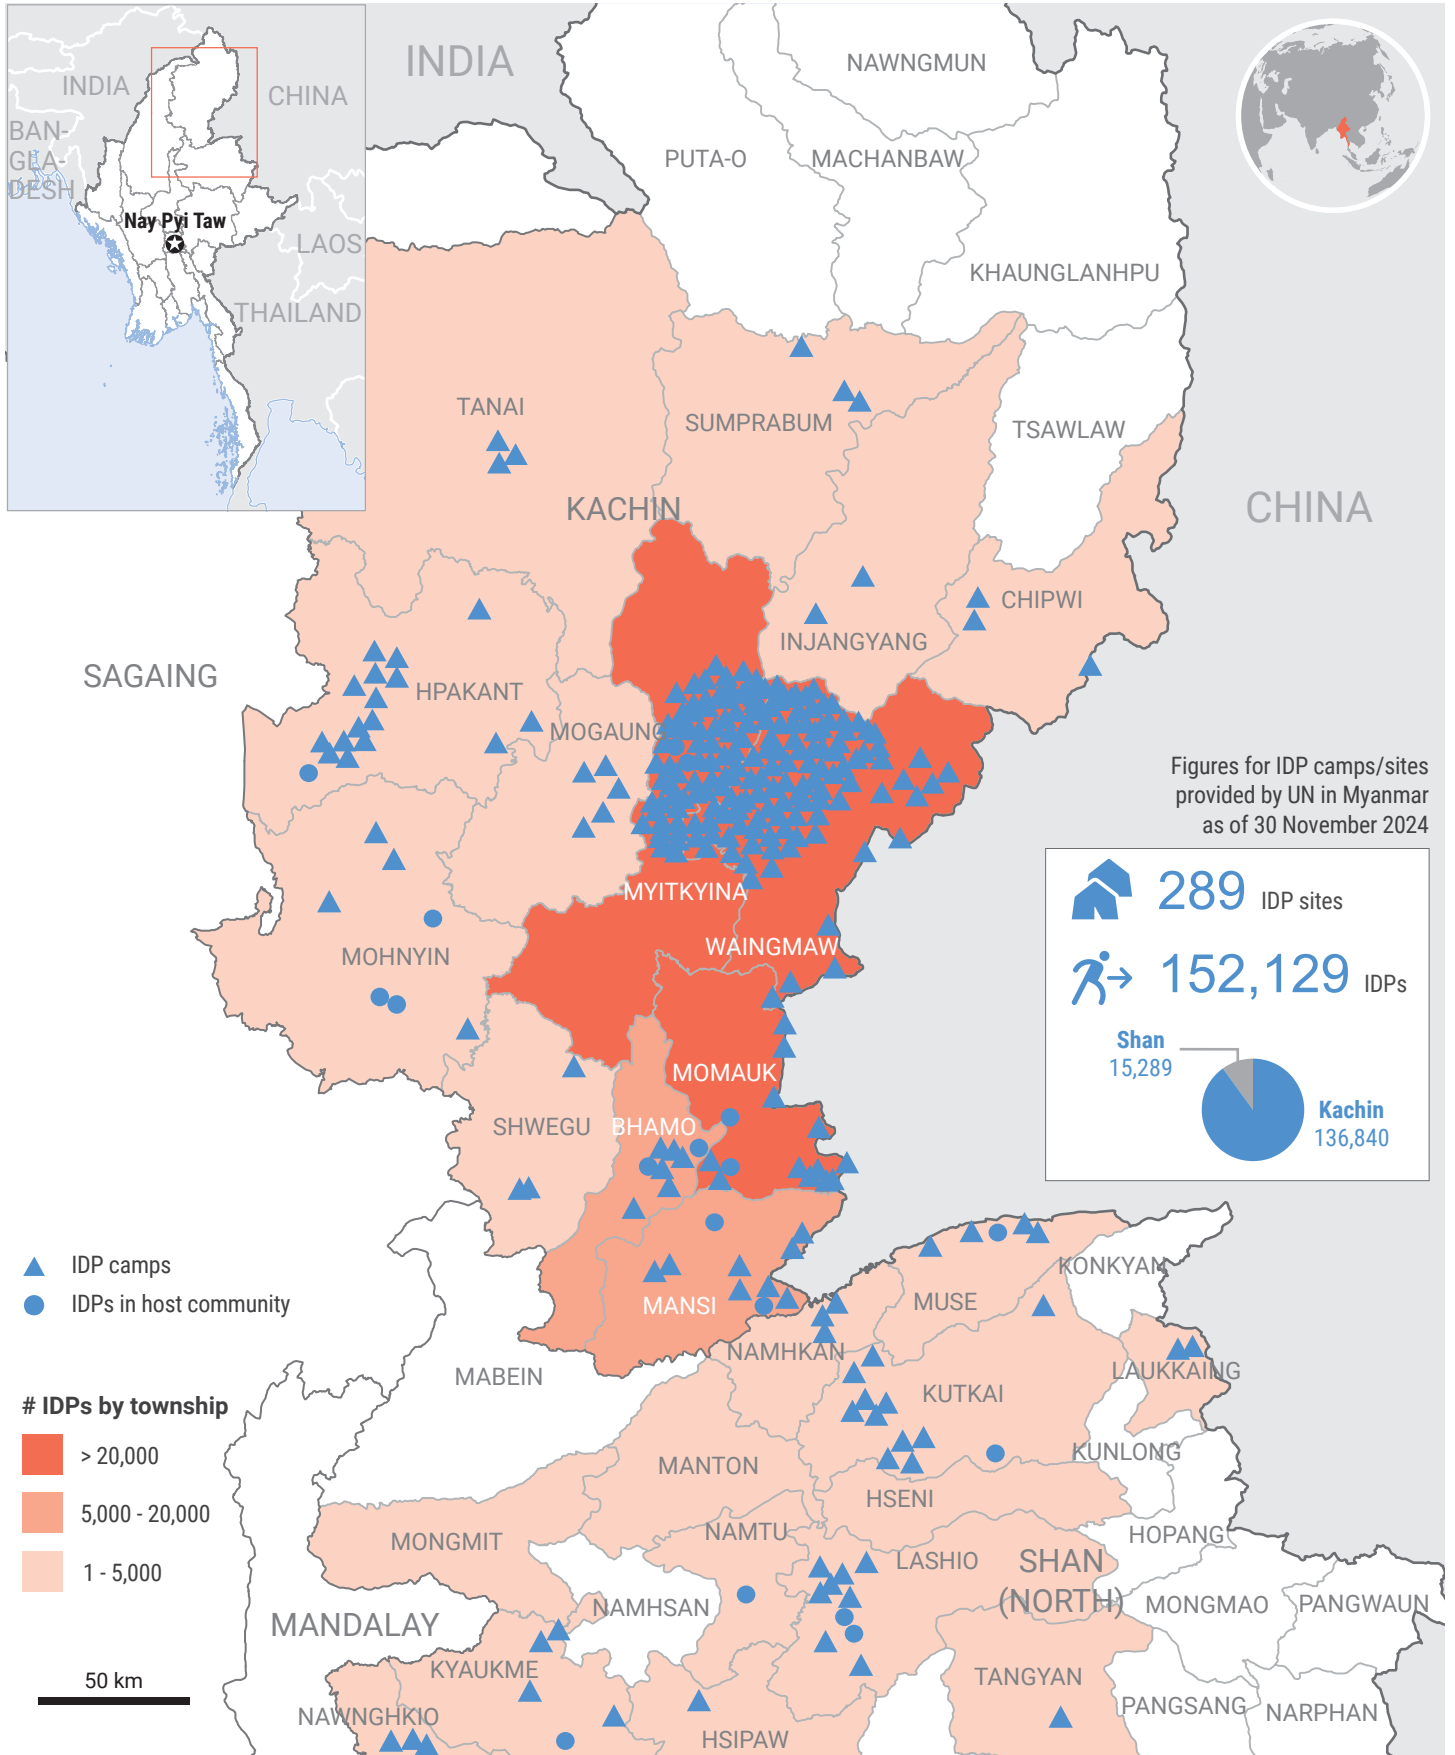 INDIA
CHINA
BAN-
GLA-
DESH
Nay Pyi Taw
LAOS
THAILAND
INDIA
NAWNGMUN
PUTA-O
MACHANBAW
KHAUNGLANHPU
TANAI
SUMPRABUM
TSAWLAW
KACHIN
CHINA
CHIPWI
INJANGYANG
SAGAING
HPAKANT
MOGAUNG
MYITKYINA
WAINGMAW
MOHNYIN
MOMAUK
SHWEGU
BHAMO
Figures for IDP camps/sites
provided by UN in Myanmar
as of 30 November 2024
289 IDP sites
152,129 IDPs
Shan
15,289
Kachin
136,840
IDP camps
IDPs in host community
# IDPs by township
> 20,000
5,000 - 20,000
1 - 5,000
50 km
MANSI
KONKYAN
MUSE
NAMHKAN
LAUKKAING
MABEIN
KUTKAI
KUNLONG
MANTON
HSENI
NAMTU
HOPANG
MONGMIT
LASHIO
SHAN
(NORTH)
NAMHSAN
MONGMAO
PANGWAUN
MANDALAY
KYAUKME
TANGYAN
NAWNGHKIO
PANGSANG
NARPHAN
HSIPAW